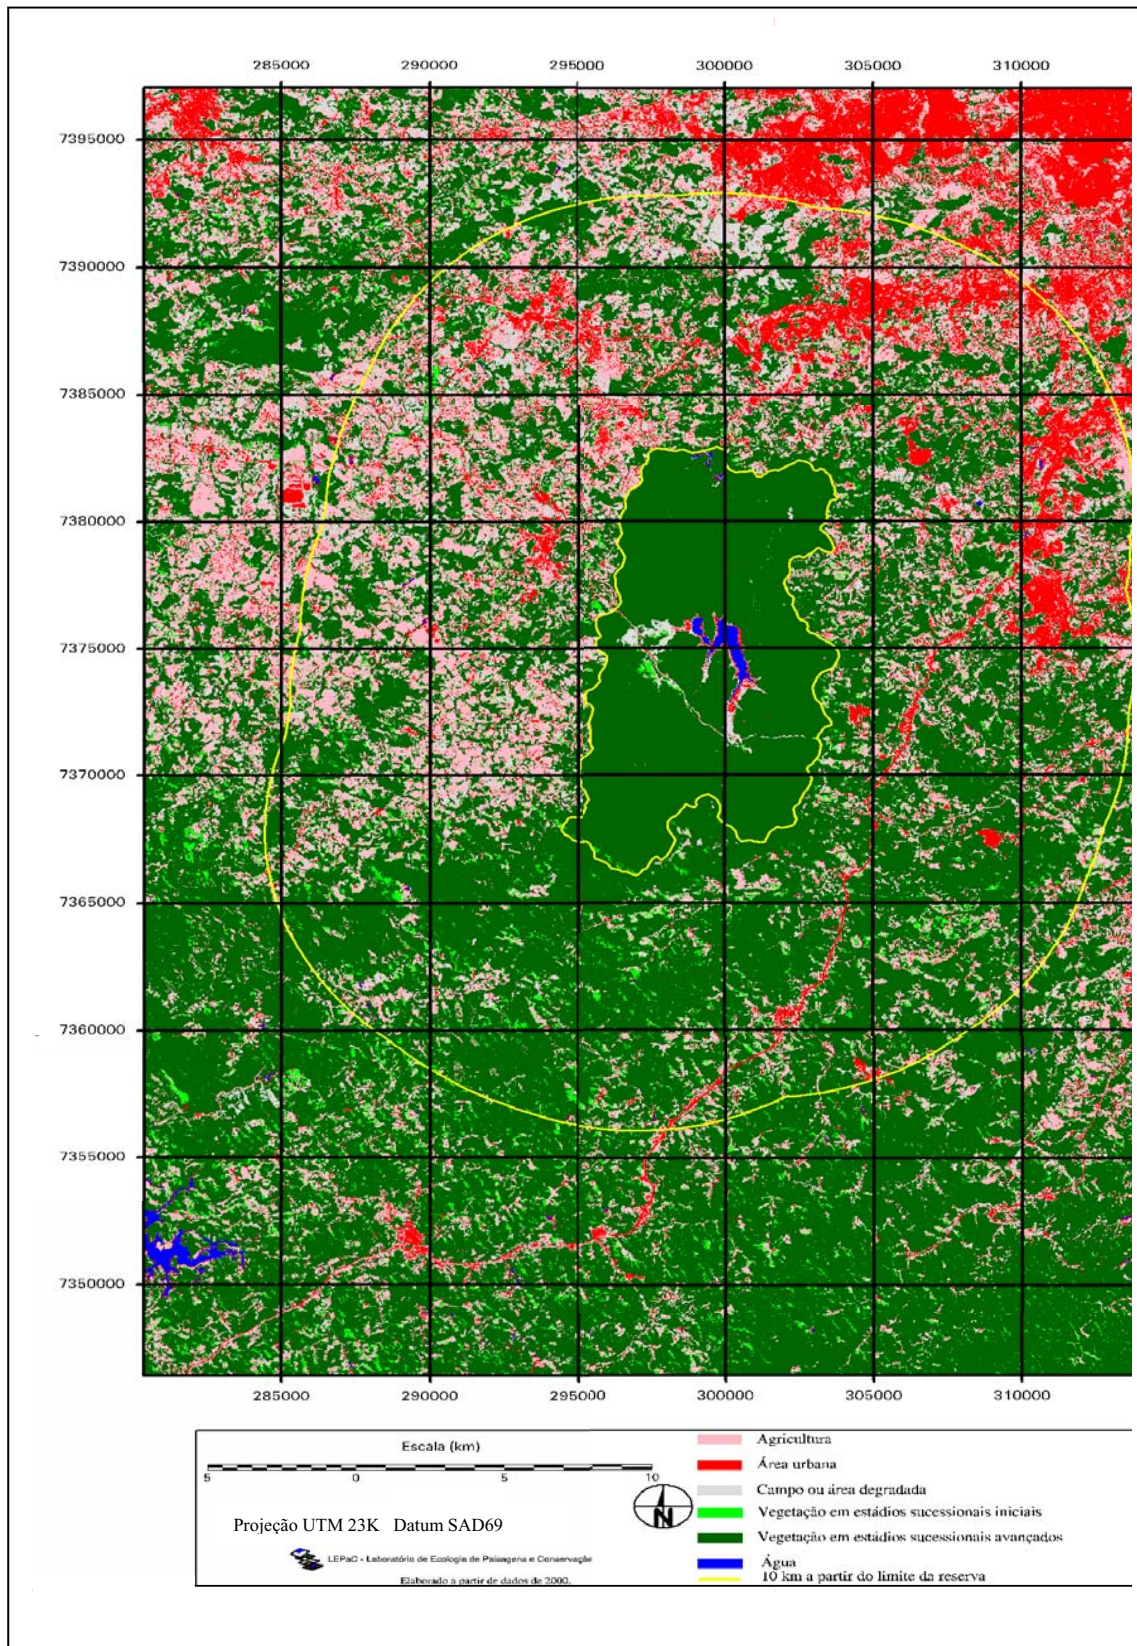 285000 290000 295000 300000 305000 310000
7395000
7390000
7385000
7380000
7375000
7370000
7365000
7360000
7355000
7350000
285000 290000 295000 300000 305000 310000
Escala (km)
5 0 5 10
Projeção UTM 23K Datum SAD69
N
LEPaC - Laboratório de Ecologia de Paisagens e Conservação
Elaborado a partir de dados de 2000.
Agricultura
Área urbana
Campo ou área degradada
Vegetação em estádios sucessionais iniciais
Vegetação em estádios sucessionais avançados
Água
10 km a partir do limite da reserva